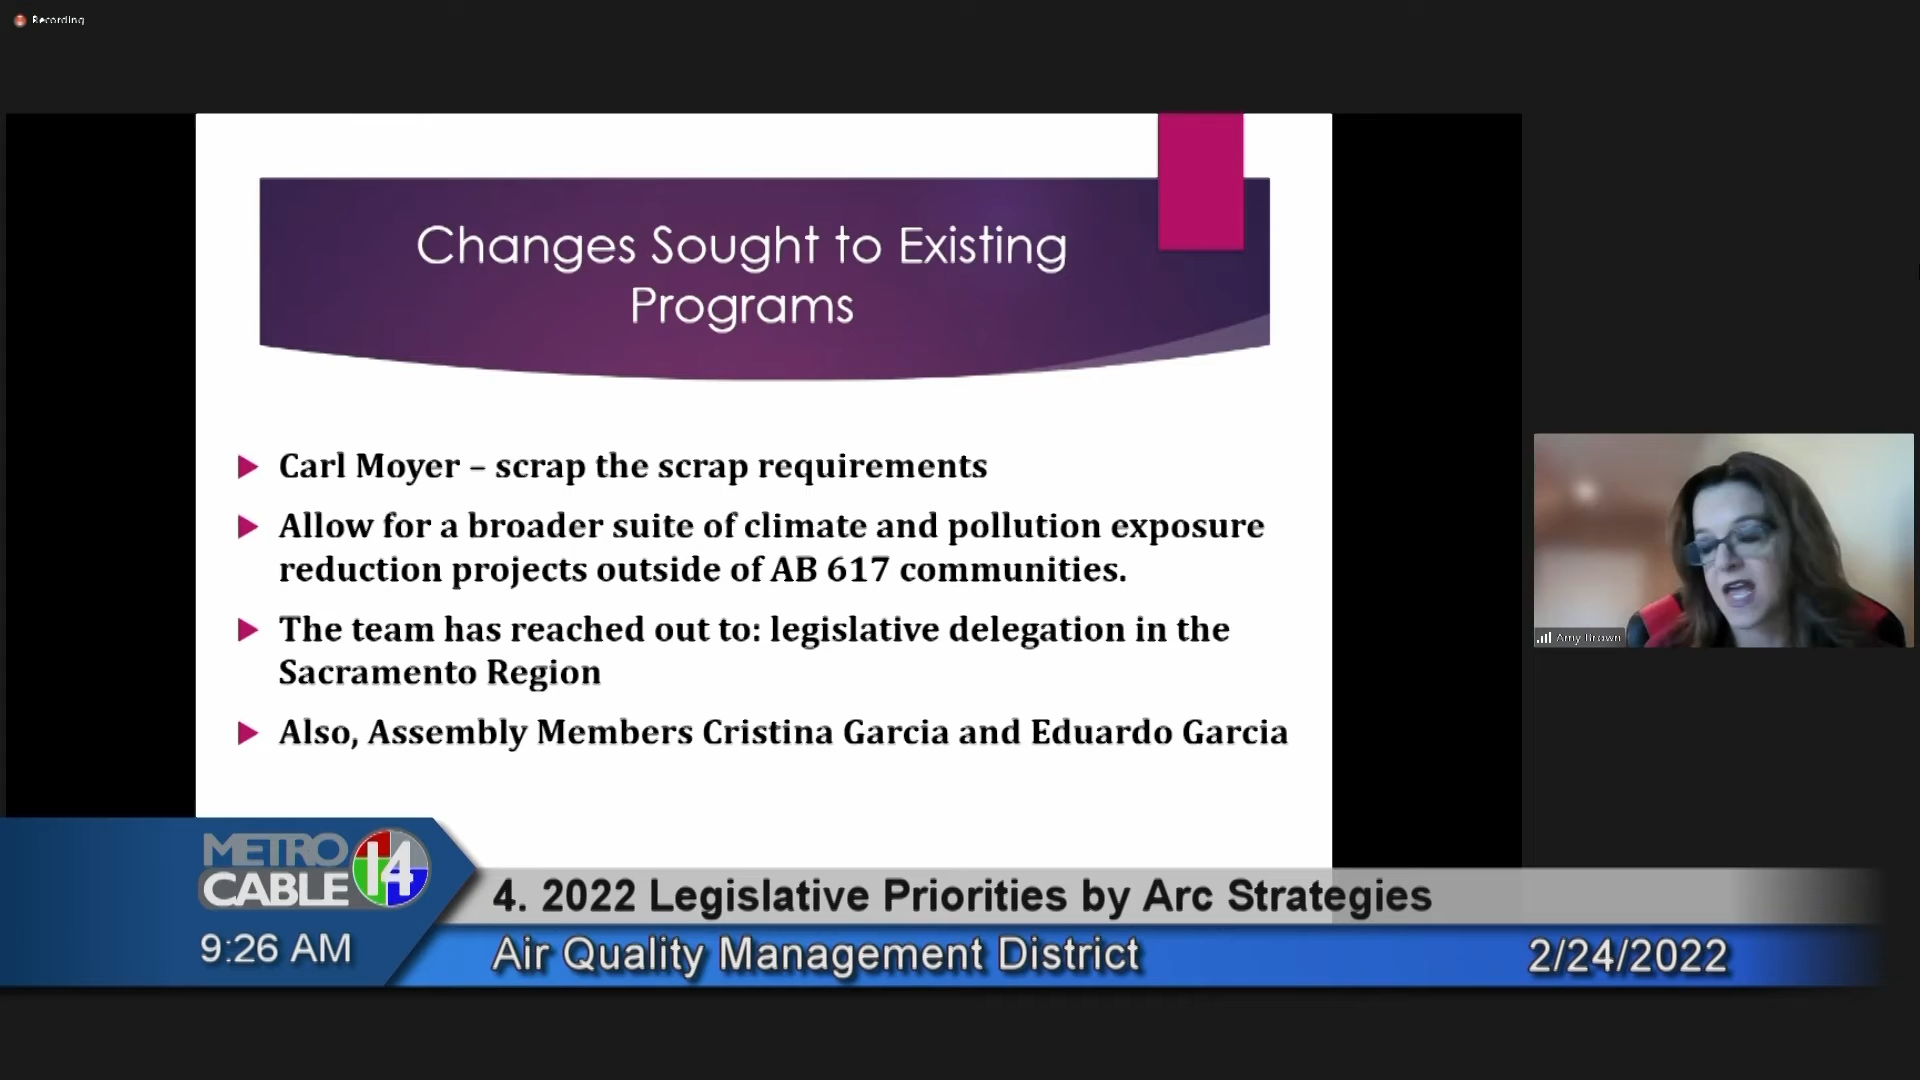 Recording
Changes Sought to Existing
Programs
Carl Moyer – scrap the scrap requirements
Allow for a broader suite of climate and pollution exposure
reduction projects outside of AB 617 communities.
The team has reached out to: legislative delegation in the
Sacramento Region
Also, Assembly Members Cristina Garcia and Eduardo Garcia
Amy Brown
METRO
CABLE 14
4. 2022 Legislative Priorities by Arc Strategies
9:26 AM
Air Quality Management District
2/24/2022